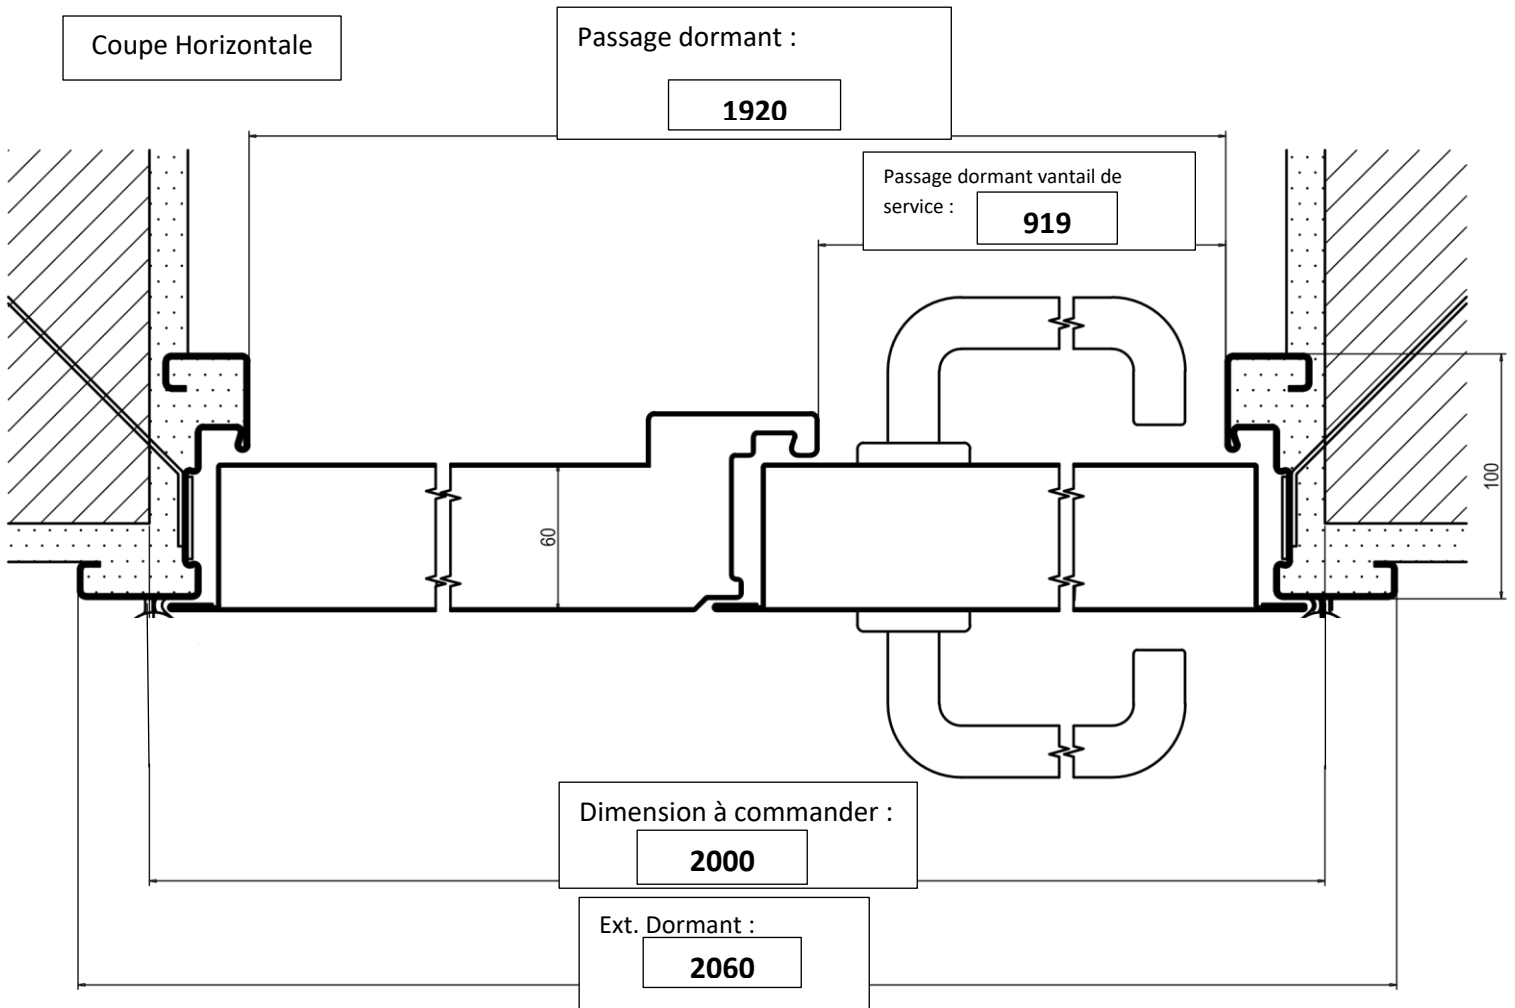 Coupe Horizontale
Passage dormant :
1920
Passage dormant vantail de
service :
919
100
60
Dimension à commander :
2000
Ext. Dormant :
2060